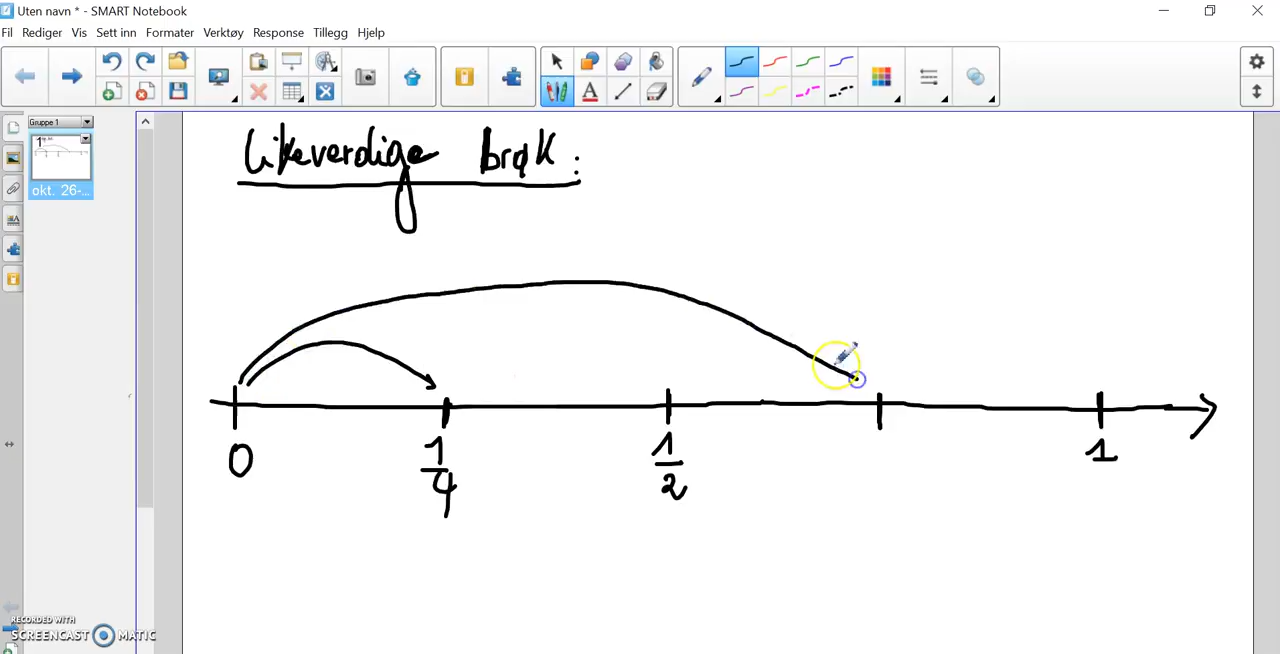 Uten navn * - SMART Notebook
Fil Rediger Vis Sett inn Formater Verktøy Response Tillegg Hjelp
Gruppe 1
1
okt. 26-...
Likeverdige brøk:
0 1/4 1/2 1
RECORDED WITH
SCREENCAST MATIC